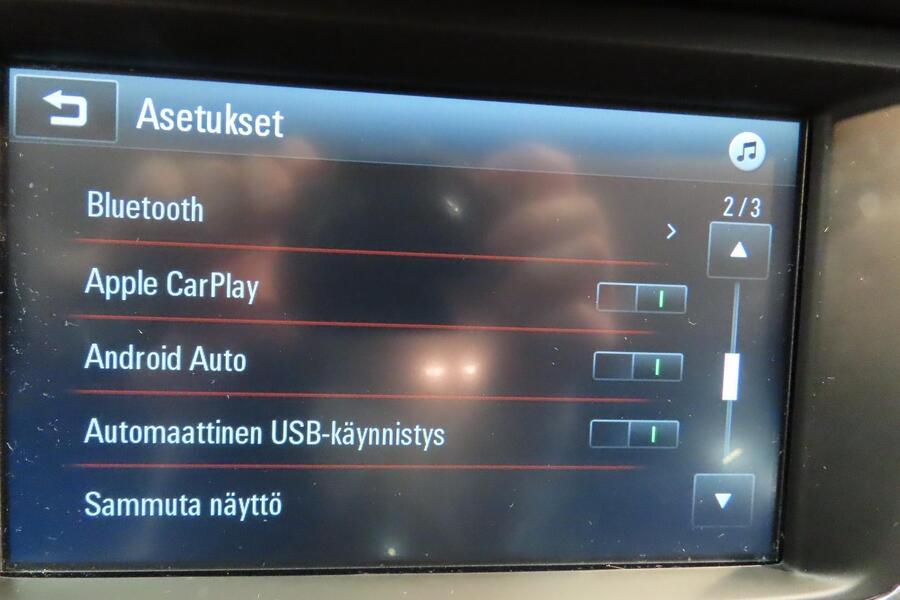 Asetukset
2/3
Bluetooth
Apple CarPlay
Android Auto
Automaattinen USB-käynnistys
Sammuta näyttö